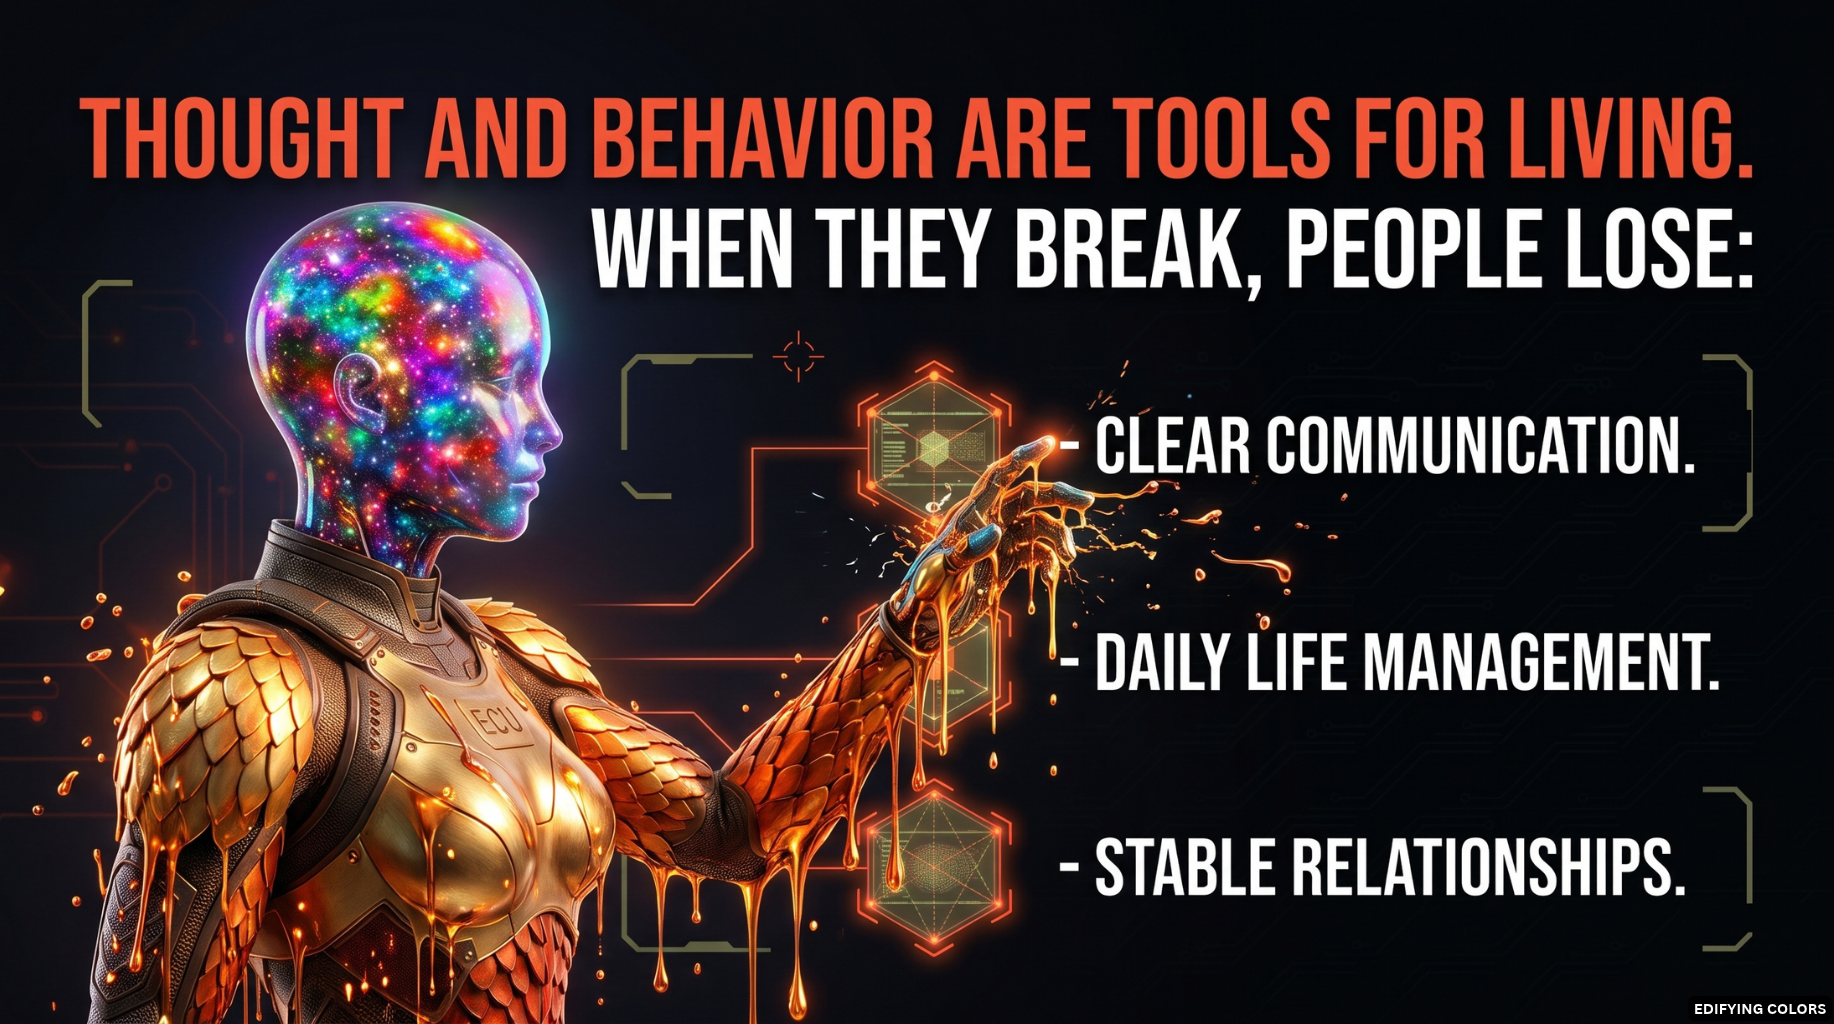 THOUGHT AND BEHAVIOR ARE TOOLS FOR LIVING.
WHEN THEY BREAK, PEOPLE LOSE:
- CLEAR COMMUNICATION.
- DAILY LIFE MANAGEMENT.
- STABLE RELATIONSHIPS.
ECU
EDIFYING COLORS